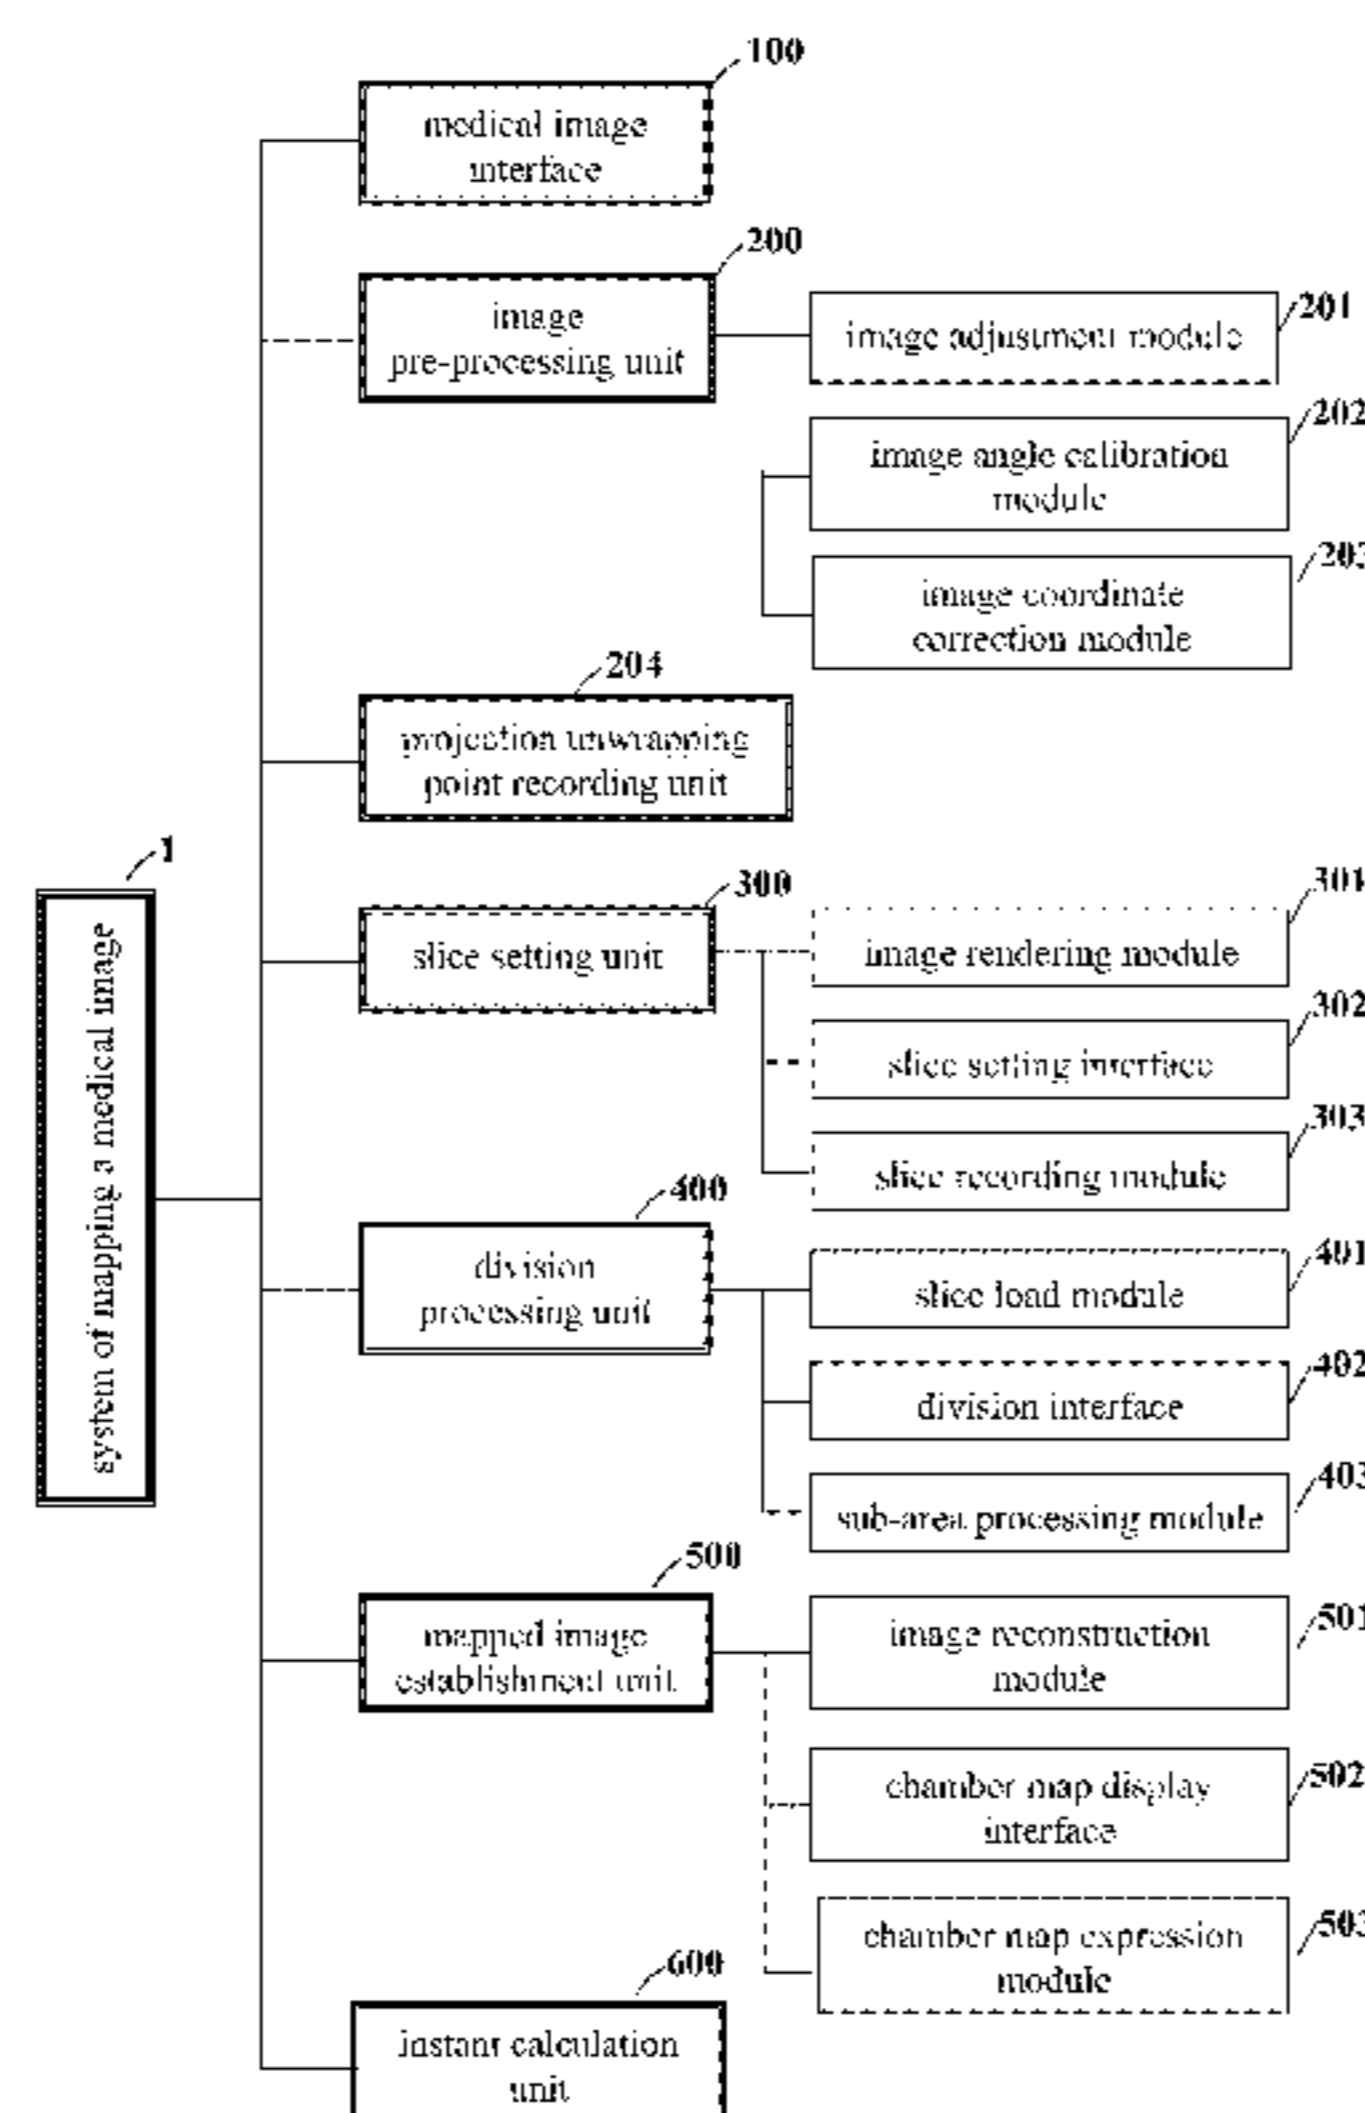 100
medical image
interface
200
image
pre-processing unit
201
image adjustment module
202
image angle calibration
module
203
image coordinate
correction module
204
projection unwrapping
point recording unit
1
system of mapping a medical image
300
slice setting unit
301
image rendering module
302
slice setting interface
303
slice recording module
400
division
processing unit
401
slice load module
402
division interface
403
sub-area processing module
500
mapped image
establishment unit
501
image reconstruction
module
502
chamber map display
interface
503
chamber map expression
module
600
instant calculation
unit